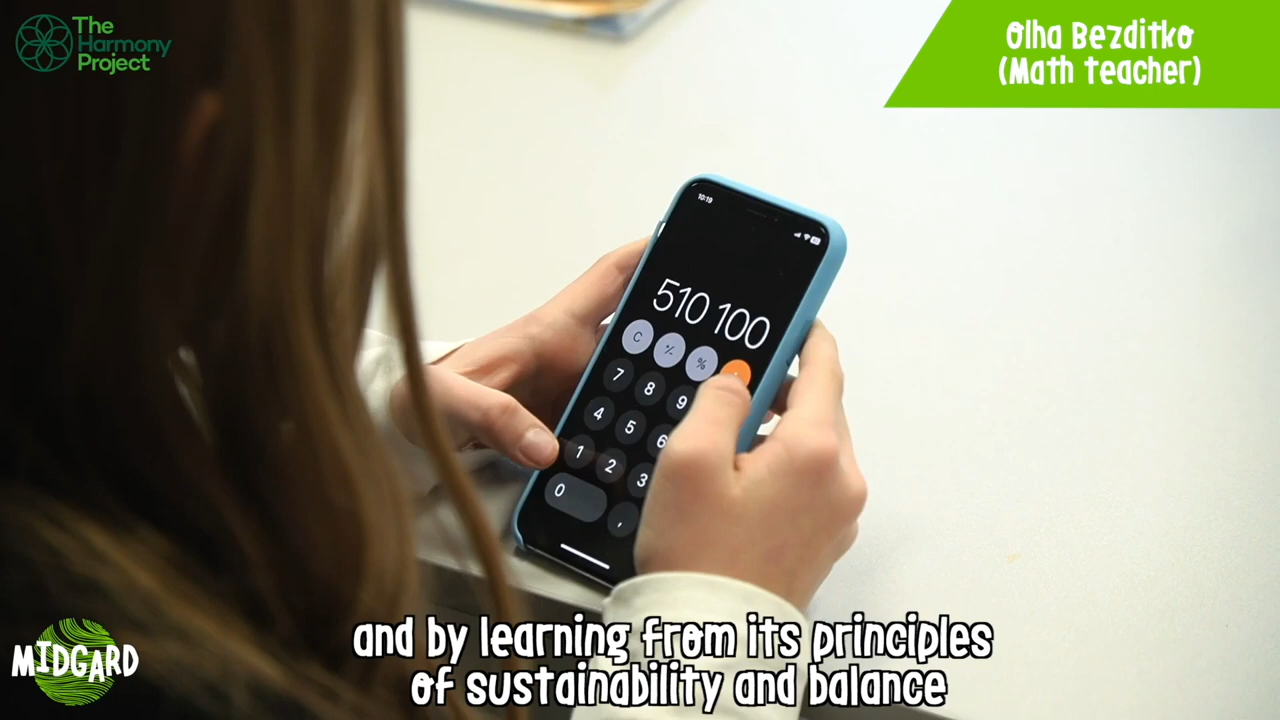 The
Harmony
Project
Olha Bezditko
(Math teacher)
10:19
510 100
C +/- %
7 8 9
4 5 6
1 2 3
0 ,
MIDGARD
and by learning from its principles
of sustainability and balance